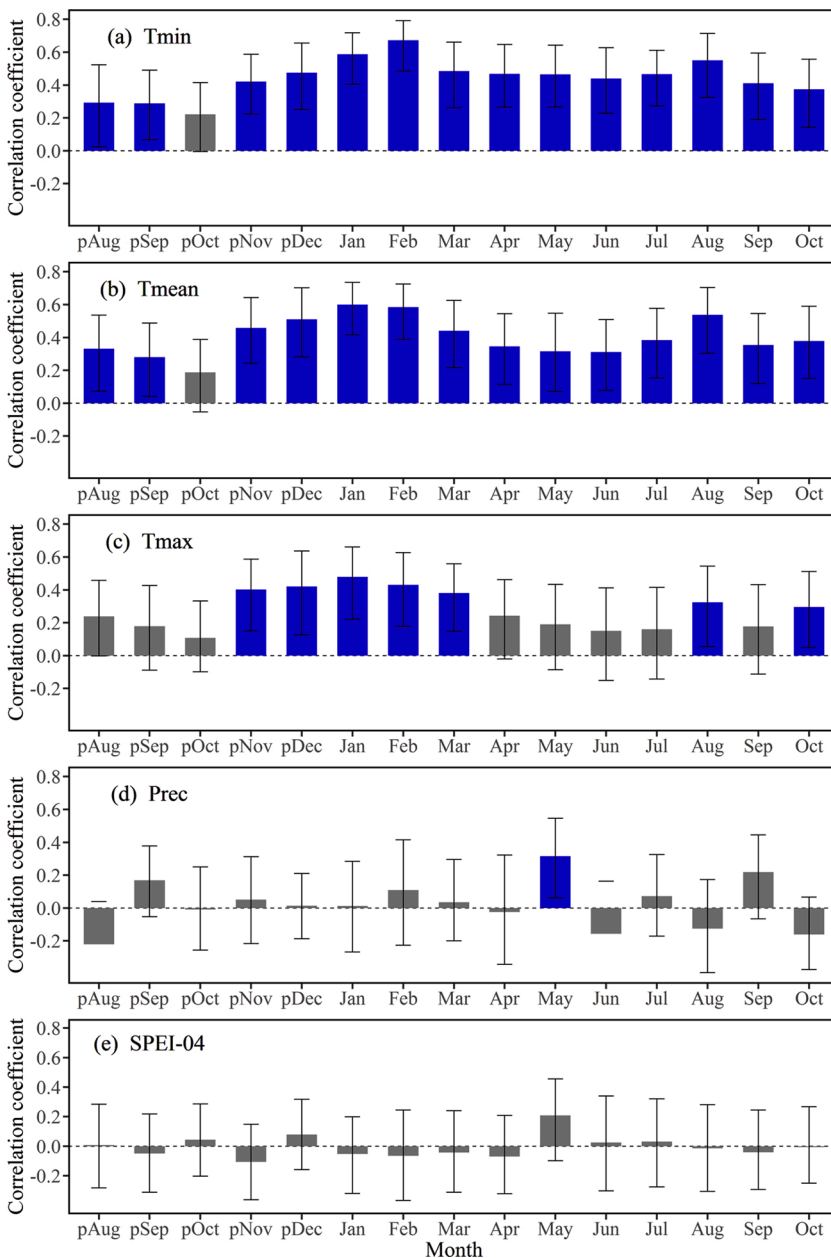 (a) Tmin
Correlation coefficient
0.8
0.6
0.4
0.2
0.0
-0.2
pAug pSep pOct pNov pDec Jan Feb Mar Apr May Jun Jul Aug Sep Oct
(b) Tmean
Correlation coefficient
0.8
0.6
0.4
0.2
0.0
-0.2
pAug pSep pOct pNov pDec Jan Feb Mar Apr May Jun Jul Aug Sep Oct
(c) Tmax
Correlation coefficient
0.8
0.6
0.4
0.2
0.0
-0.2
pAug pSep pOct pNov pDec Jan Feb Mar Apr May Jun Jul Aug Sep Oct
(d) Prec
Correlation coefficient
0.8
0.6
0.4
0.2
0.0
-0.2
pAug pSep pOct pNov pDec Jan Feb Mar Apr May Jun Jul Aug Sep Oct
(e) SPEI-04
Correlation coefficient
0.8
0.6
0.4
0.2
0.0
-0.2
pAug pSep pOct pNov pDec Jan Feb Mar Apr May Jun Jul Aug Sep Oct
Month